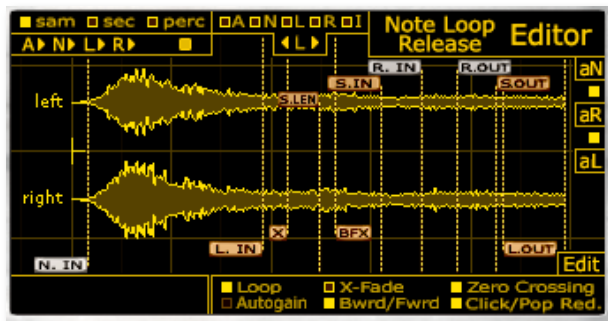 sam sec perc A N L R I
Note Loop
Release
Editor
A N L R
L
R. IN R.OUT
S.IN S.OUT
aN
left
S.LEN
aR
aL
right
X BFX
L. IN L.OUT
N. IN
Edit
Loop X-Fade Zero Crossing
Autogain Bwrd/Fwrd Click/Pop Red.